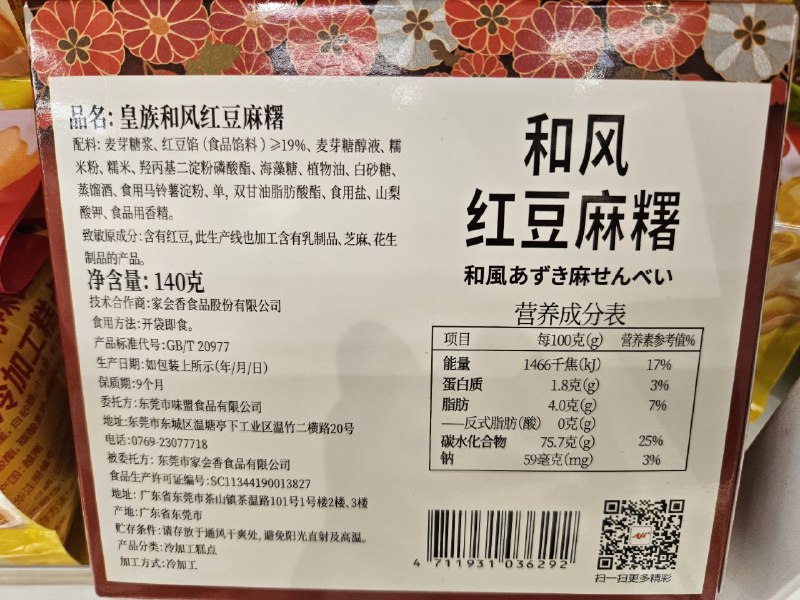 品名: 皇族和风红豆麻糬
配料: 麦芽糖浆、红豆馅 (食品馅料) ≥19%、麦芽糖醇液、糯
米粉、糯米、羟丙基二淀粉磷酸酯、海藻糖、植物油、白砂糖、
蒸馏酒、食用马铃薯淀粉、单, 双甘油脂肪酸酯、食用盐、山梨
酸钾、食品用香精。
致敏原成分: 含有红豆, 此生产线也加工含有乳制品、芝麻、花生
制品的产品。
净含量: 140克
技术合作商: 家会香食品股份有限公司
食用方法: 开袋即食。
产品标准代号: GB/T 20977
生产日期: 如包装上所示(年/月/日)
保质期: 9个月
委托方: 东莞市味盟食品有限公司
地址: 东莞市东城区温塘亭下工业区温竹二横路20号
电话: 0769-23077718
被委托方: 东莞市家会香食品有限公司
食品生产许可证编号: SC11344190013827
地址: 广东省东莞市茶山镇茶温路101号1号楼2楼、3楼
产地: 广东省东莞市
贮存条件: 请存放于通风干爽处, 避免阳光直射及高温。
产品分类: 冷加工糕点
加工方式: 冷加工
和风
红豆麻糬
和風あずき麻せんべい
营养成分表
项目 每100克(g) 营养素参考值%
能量 1466千焦(kJ) 17%
蛋白质 1.8克(g) 3%
脂肪 4.0克(g) 7%
——反式脂肪(酸) 0克(g)
碳水化合物 75.7克(g) 25%
钠 59毫克(mg) 3%
4 711931 036292
扫一扫更多精彩
冷加工糕